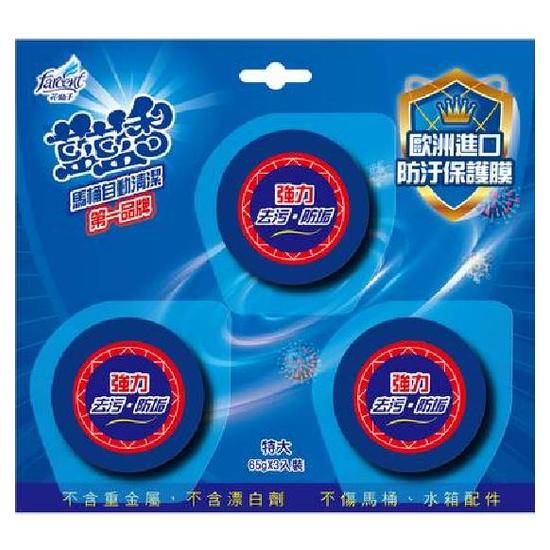 farcent
花仙子
藍藍香
馬桶自動清潔
第一品牌
歐洲進口
防汙保護膜
強力
去污·防垢
強力
去污·防垢
強力
去污·防垢
特大
65gX3入裝
不含重金屬、不含漂白劑 不傷馬桶、水箱配件